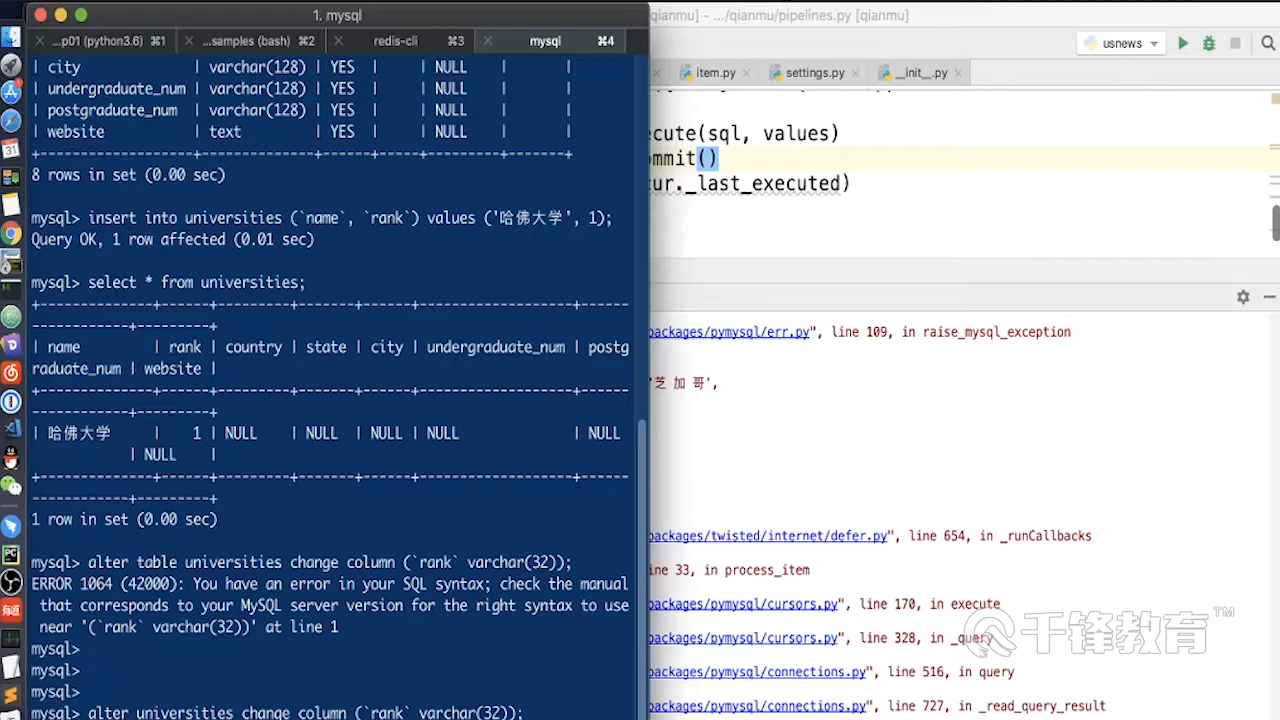 1. mysql
...p01 (python3.6) ⌘1
...samples (bash) ⌘2
redis-cli ⌘3
mysql ⌘4
| city | varchar(128) | YES | | NULL | |
| undergraduate_num | varchar(128) | YES | | NULL | |
| postgraduate_num | varchar(128) | YES | | NULL | |
| website | text | YES | | NULL | |
+-------------------+--------------+------+-----+---------+-------+
8 rows in set (0.00 sec)
mysql> insert into universities (`name`, `rank`) values ('哈佛大学', 1);
Query OK, 1 row affected (0.01 sec)
mysql> select * from universities;
+--------------+------+---------+-------+------+-------------------+------
------------+---------+
| name | rank | country | state | city | undergraduate_num | postg
raduate_num | website |
+--------------+------+---------+-------+------+-------------------+------
------------+---------+
| 哈佛大学 | 1 | NULL | NULL | NULL | NULL | NULL
| NULL |
+--------------+------+---------+-------+------+-------------------+------
------------+---------+
1 row in set (0.00 sec)
mysql> alter table universities change column (`rank` varchar(32));
ERROR 1064 (42000): You have an error in your SQL syntax; check the manual
that corresponds to your MySQL server version for the right syntax to use
near '(`rank` varchar(32))' at line 1
mysql>
mysql>
mysql>
mysql> alter universities change column (`rank` varchar(32));
qianmu] - .../qianmu/pipelines.py [qianmu]
usnews
item.py
settings.py
__init__.py
cute(sql, values)
ommit()
cur._last_executed)
packages/pymysql/err.py", line 109, in raise_mysql_exception
'芝加哥',
packages/twisted/internet/defer.py", line 654, in _runCallbacks
ine 33, in process_item
packages/pymysql/cursors.py", line 170, in execute
packages/pymysql/cursors.py", line 328, in _query
packages/pymysql/connections.py", line 516, in query
packages/pymysql/connections.py", line 727, in _read_query_result
千锋教育™